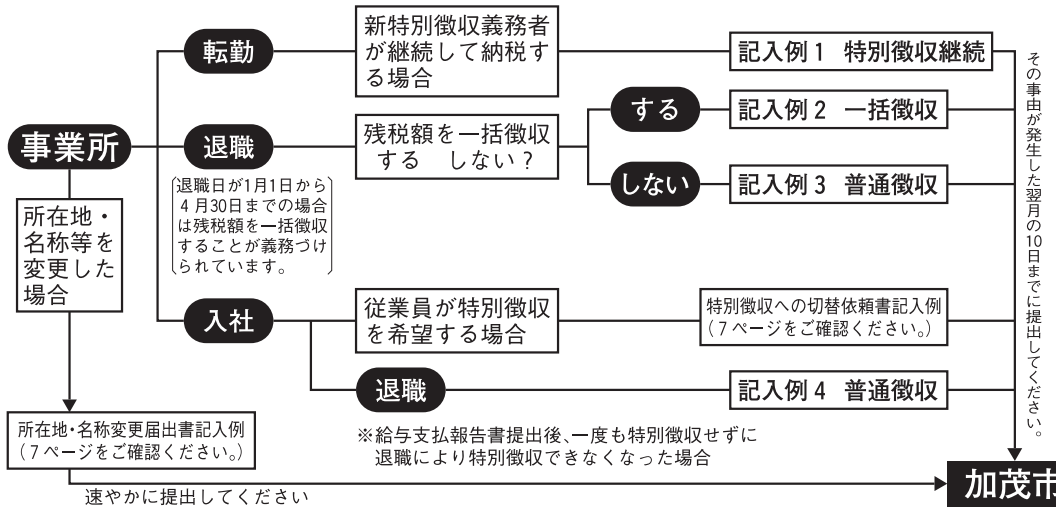 転勤
新特別徴収義務者
が継続して納税す
る場合
記入例1 特別徴収継続
事業所
退職
残税額を一括徴収
する しない？
する
記入例2 一括徴収
しない
記入例3 普通徴収
退職日が1月1日から
4月30日までの場合
は残税額を一括徴収
することが義務づけ
られています。
所在地・
名称等を
変更した
場合
入社
従業員が特別徴収
を希望する場合
特別徴収への切替依頼書記入例
（7ページをご確認ください。）
退職
記入例4 普通徴収
※給与支払報告書提出後、一度も特別徴収せずに
退職により特別徴収できなくなった場合
所在地・名称変更届出書記入例
（7ページをご確認ください。）
速やかに提出してください
その事由が発生した翌月の10日までに提出してください。
加茂市